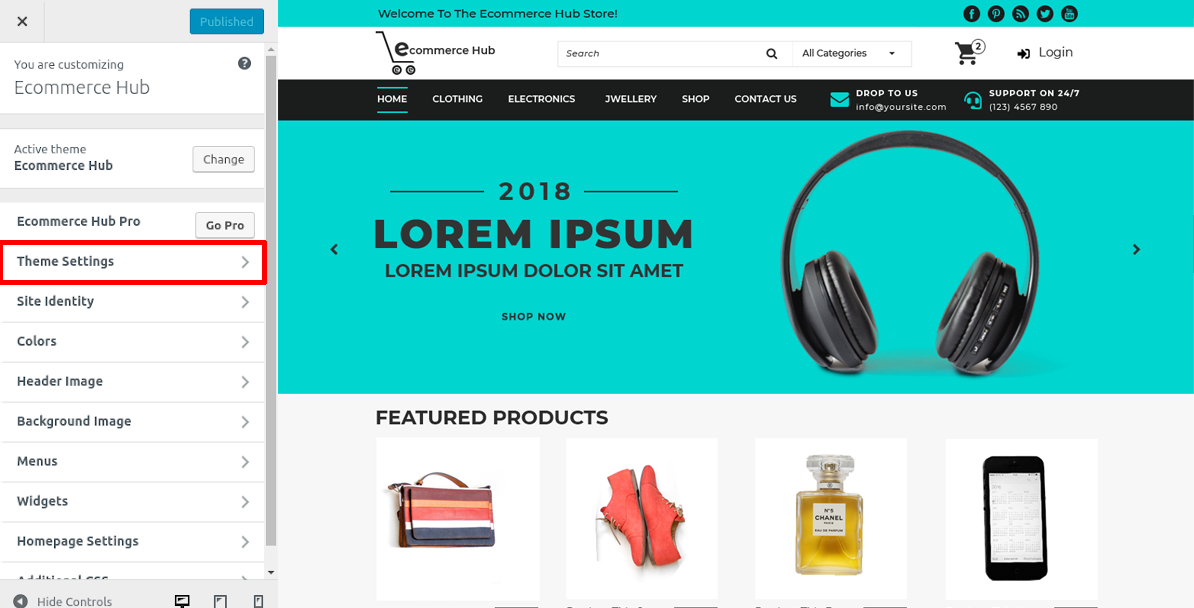 Published
You are customizing
Ecommerce Hub
Active theme
Ecommerce Hub
Change
Ecommerce Hub Pro
Go Pro
Theme Settings
Site Identity
Colors
Header Image
Background Image
Menus
Widgets
Homepage Settings
Additional CSS
Hide Controls
Welcome To The Ecommerce Hub Store!
ecommerce Hub
Search
All Categories
2
Login
HOME
CLOTHING
ELECTRONICS
JWELLERY
SHOP
CONTACT US
DROP TO US
info@yoursite.com
SUPPORT ON 24/7
(123) 4567 890
2018
LOREM IPSUM
LOREM IPSUM DOLOR SIT AMET
SHOP NOW
FEATURED PRODUCTS
N°5
CHANEL
PARIS
EAU DE PARFUM